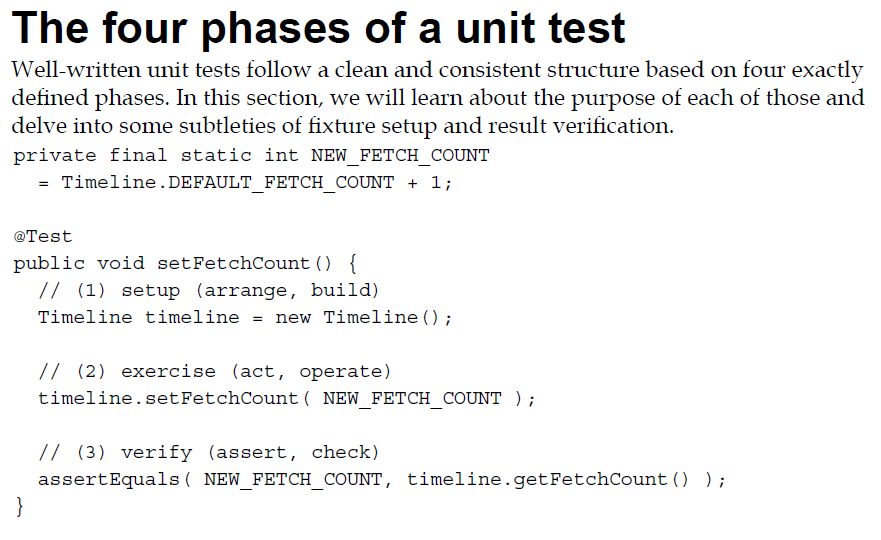 The four phases of a unit test
Well-written unit tests follow a clean and consistent structure based on four exactly
defined phases. In this section, we will learn about the purpose of each of those and
delve into some subtleties of fixture setup and result verification.
private final static int NEW_FETCH_COUNT
  = Timeline.DEFAULT_FETCH_COUNT + 1;

@Test
public void setFetchCount() {
  // (1) setup (arrange, build)
  Timeline timeline = new Timeline();

  // (2) exercise (act, operate)
  timeline.setFetchCount( NEW_FETCH_COUNT );

  // (3) verify (assert, check)
  assertEquals( NEW_FETCH_COUNT, timeline.getFetchCount() );
}